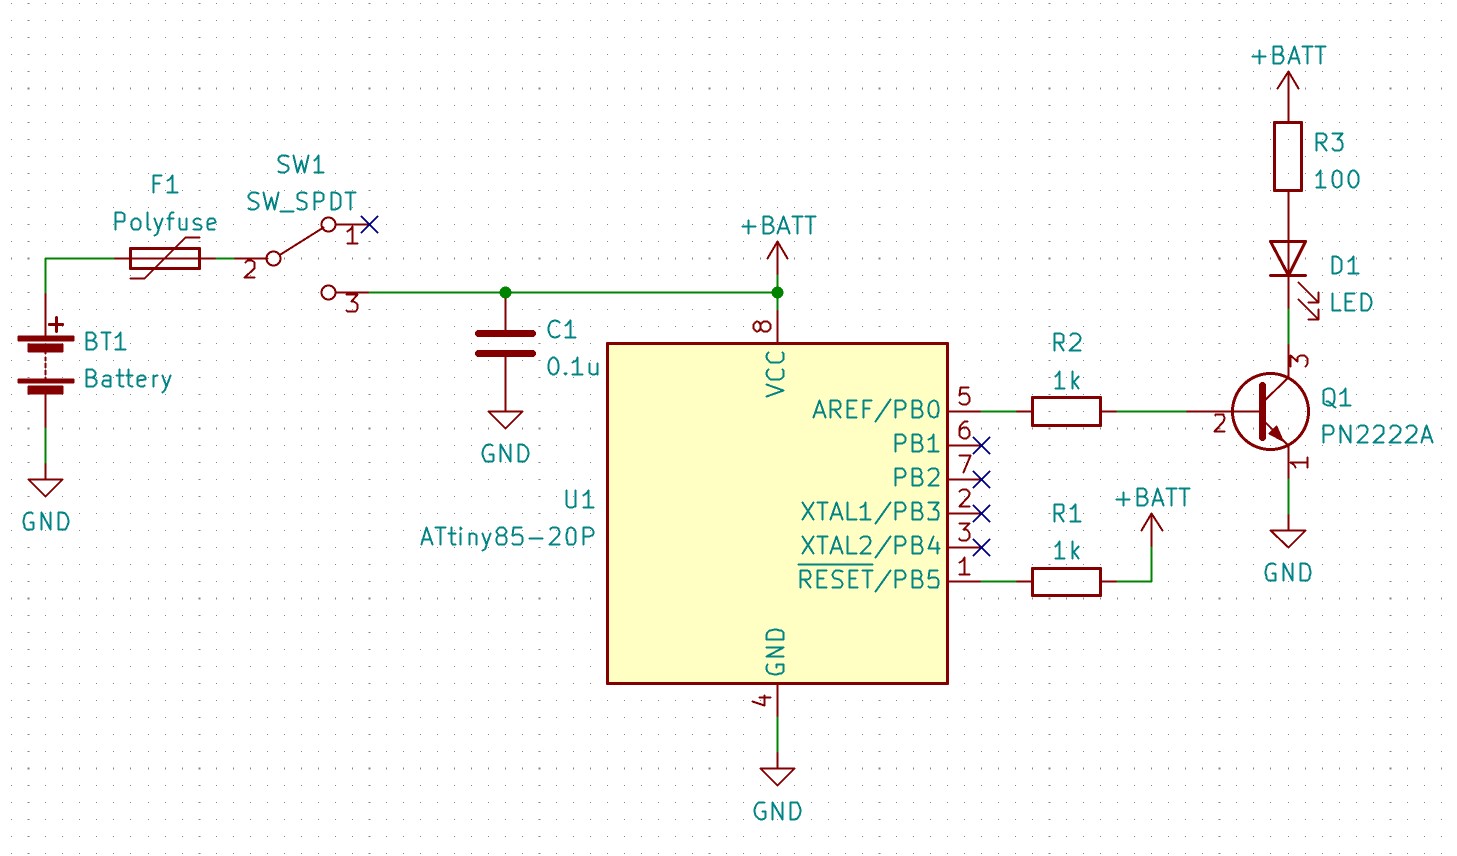 +BATT
R3
100
SW1
SW_SPDT
F1
Polyfuse
1
2
3
+BATT
D1
LED
+
BT1
Battery
GND
C1
0.1u
GND
8
VCC
U1
ATtiny85-20P
AREF/PB0
5
PB1
6
PB2
7
XTAL1/PB3
2
XTAL2/PB4
3
RESET/PB5
1
GND
4
GND
R2
1k
R1
1k
+BATT
3
2
Q1
PN2222A
1
GND